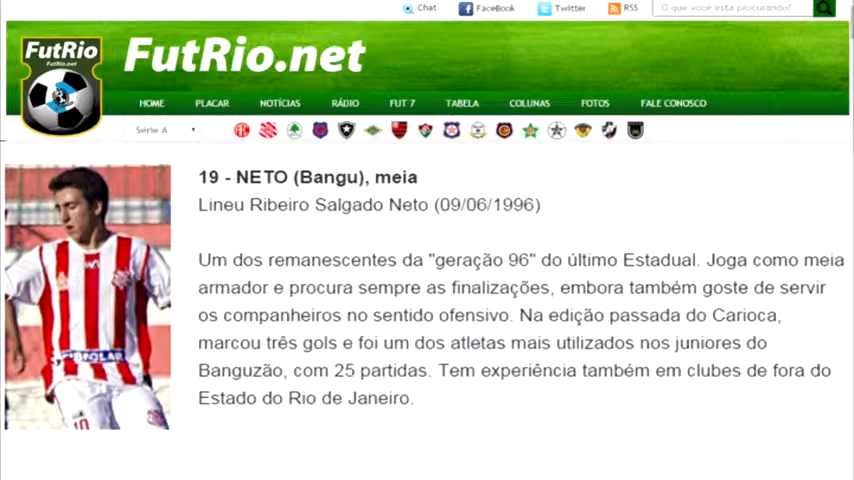 Chat FaceBook Twitter RSS O que você esta procurando?
FutRio
FutRio.net
FutRio.net
HOME PLACAR NOTÍCIAS RÁDIO FUT 7 TABELA COLUNAS FOTOS FALE CONOSCO
Série A
19 - NETO (Bangu), meia
Lineu Ribeiro Salgado Neto (09/06/1996)
Um dos remanescentes da "geração 96" do último Estadual. Joga como meia
armador e procura sempre as finalizações, embora também goste de servir
os companheiros no sentido ofensivo. Na edição passada do Carioca,
marcou três gols e foi um dos atletas mais utilizados nos juniores do
Banguzão, com 25 partidas. Tem experiência também em clubes de fora do
Estado do Rio de Janeiro.